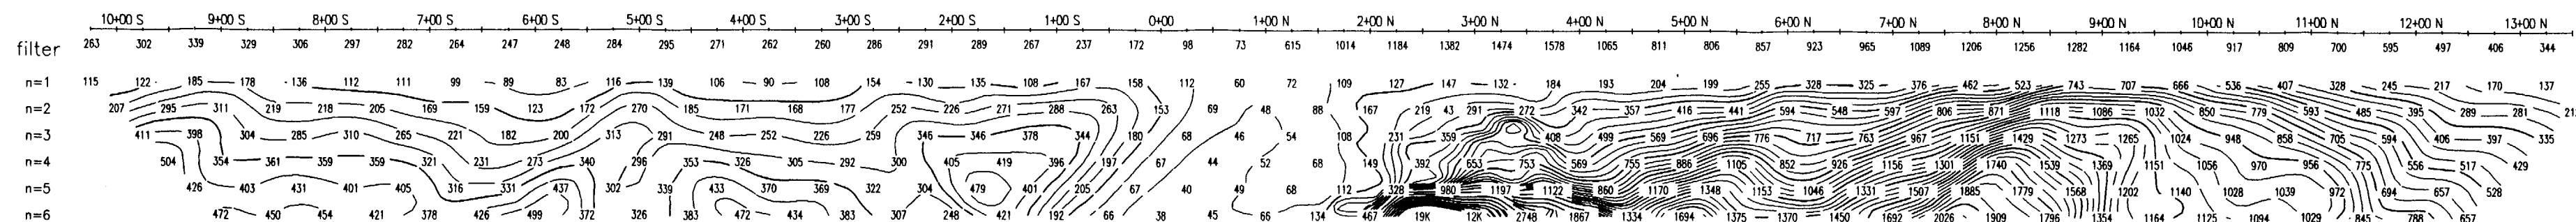 10+00 S 9+00 S 8+00 S 7+00 S 6+00 S 5+00 S 4+00 S 3+00 S 2+00 S 1+00 S 0+00 1+00 N 2+00 N 3+00 N 4+00 N 5+00 N 6+00 N 7+00 N 8+00 N 9+00 N 10+00 N 11+00 N 12+00 N 13+00 N
filter 263 302 339 329 306 297 282 264 247 248 284 295 271 262 260 286 291 289 267 237 172 98 73 615 1014 1184 1382 1474 1578 1065 811 806 857 923 965 1089 1206 1256 1282 1164 1046 917 809 700 595 497 406 344
n=1 115 122 185 178 136 112 111 99 89 83 116 139 106 90 108 154 130 135 108 167 158 112 60 72 109 127 147 132 184 193 204 199 255 328 325 376 462 523 743 707 666 536 407 328 245 217 170 137
n=2 207 295 311 219 218 205 169 159 123 172 270 185 171 168 177 252 226 271 288 263 153 69 48 88 167 219 43 291 272 342 357 416 441 594 548 597 806 871 1118 1086 1032 850 779 593 485 395 289 281
n=3 411 398 304 285 310 265 221 182 200 313 291 248 252 226 259 346 346 378 344 180 68 46 54 108 231 359 408 499 569 696 776 717 763 967 1151 1429 1273 1265 1024 948 858 705 594 406 397 335
n=4 504 354 361 359 359 321 231 273 340 296 353 326 305 292 300 405 419 396 197 67 44 52 68 149 392 653 753 569 755 886 1105 852 926 1156 1301 1740 1539 1369 1151 1056 970 956 775 556 517 429
n=5 426 403 431 401 405 316 331 437 302 339 433 370 369 322 304 479 401 205 67 40 49 68 112 328 980 1197 1122 860 1170 1348 1153 1046 1331 1507 1885 1779 1568 1202 1140 1028 1039 972 694 657 528
n=6 472 450 454 421 378 426 499 372 326 383 472 434 383 307 248 421 192 66 38 45 66 134 467 19K 12K 2748 1867 1334 1694 1375 1370 1450 1692 2026 1909 1796 1354 1164 1125 1094 1029 845 788 657